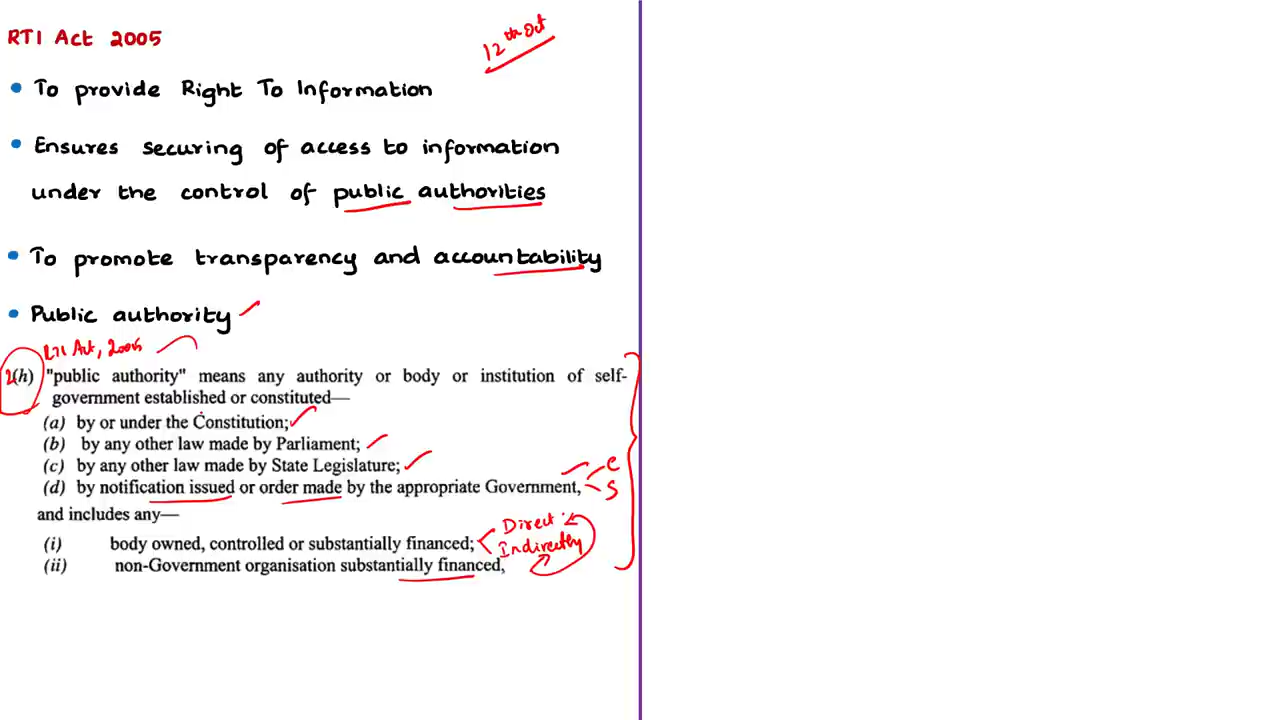 RTI Act 2005
12th Oct
• To provide Right To Information
• Ensures securing of access to information
under the control of public authorities
• To promote transparency and accountability
• Public authority
RTI Act, 2005
2(h) "public authority" means any authority or body or institution of self-
government established or constituted—
(a) by or under the Constitution;
(b) by any other law made by Parliament;
(c) by any other law made by State Legislature;
(d) by notification issued or order made by the appropriate Government, C
S
and includes any—
Direct
(i) body owned, controlled or substantially financed; Indirectly
(ii) non-Government organisation substantially financed,